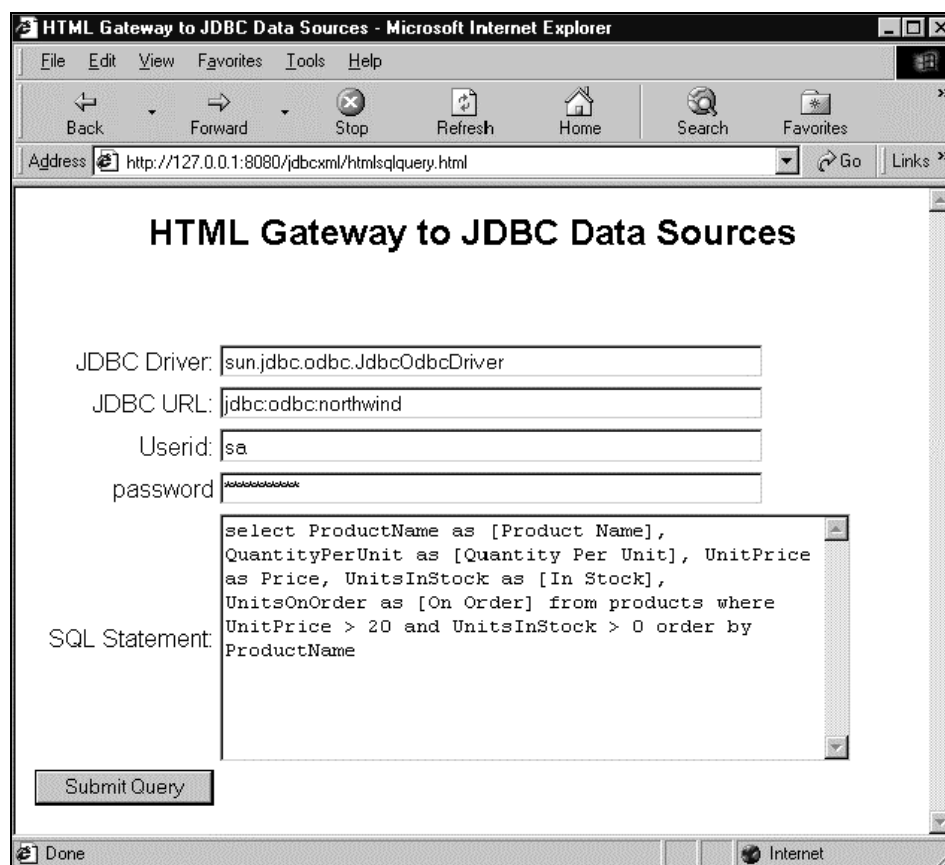 HTML Gateway to JDBC Data Sources - Microsoft Internet Explorer
File Edit View Favorites Tools Help
Back Forward Stop Refresh Home Search Favorites
Address http://127.0.0.1:8080/jdbcxml/htmlsqlquery.html Go Links
HTML Gateway to JDBC Data Sources
JDBC Driver: sun.jdbc.odbc.JdbcOdbcDriver
JDBC URL: jdbc:odbc:northwind
Userid: sa
password ***********
select ProductName as [Product Name],
QuantityPerUnit as [Quantity Per Unit], UnitPrice
as Price, UnitsInStock as [In Stock],
UnitsOnOrder as [On Order] from products where
SQL Statement: UnitPrice > 20 and UnitsInStock > 0 order by
ProductName
Submit Query
Done Internet